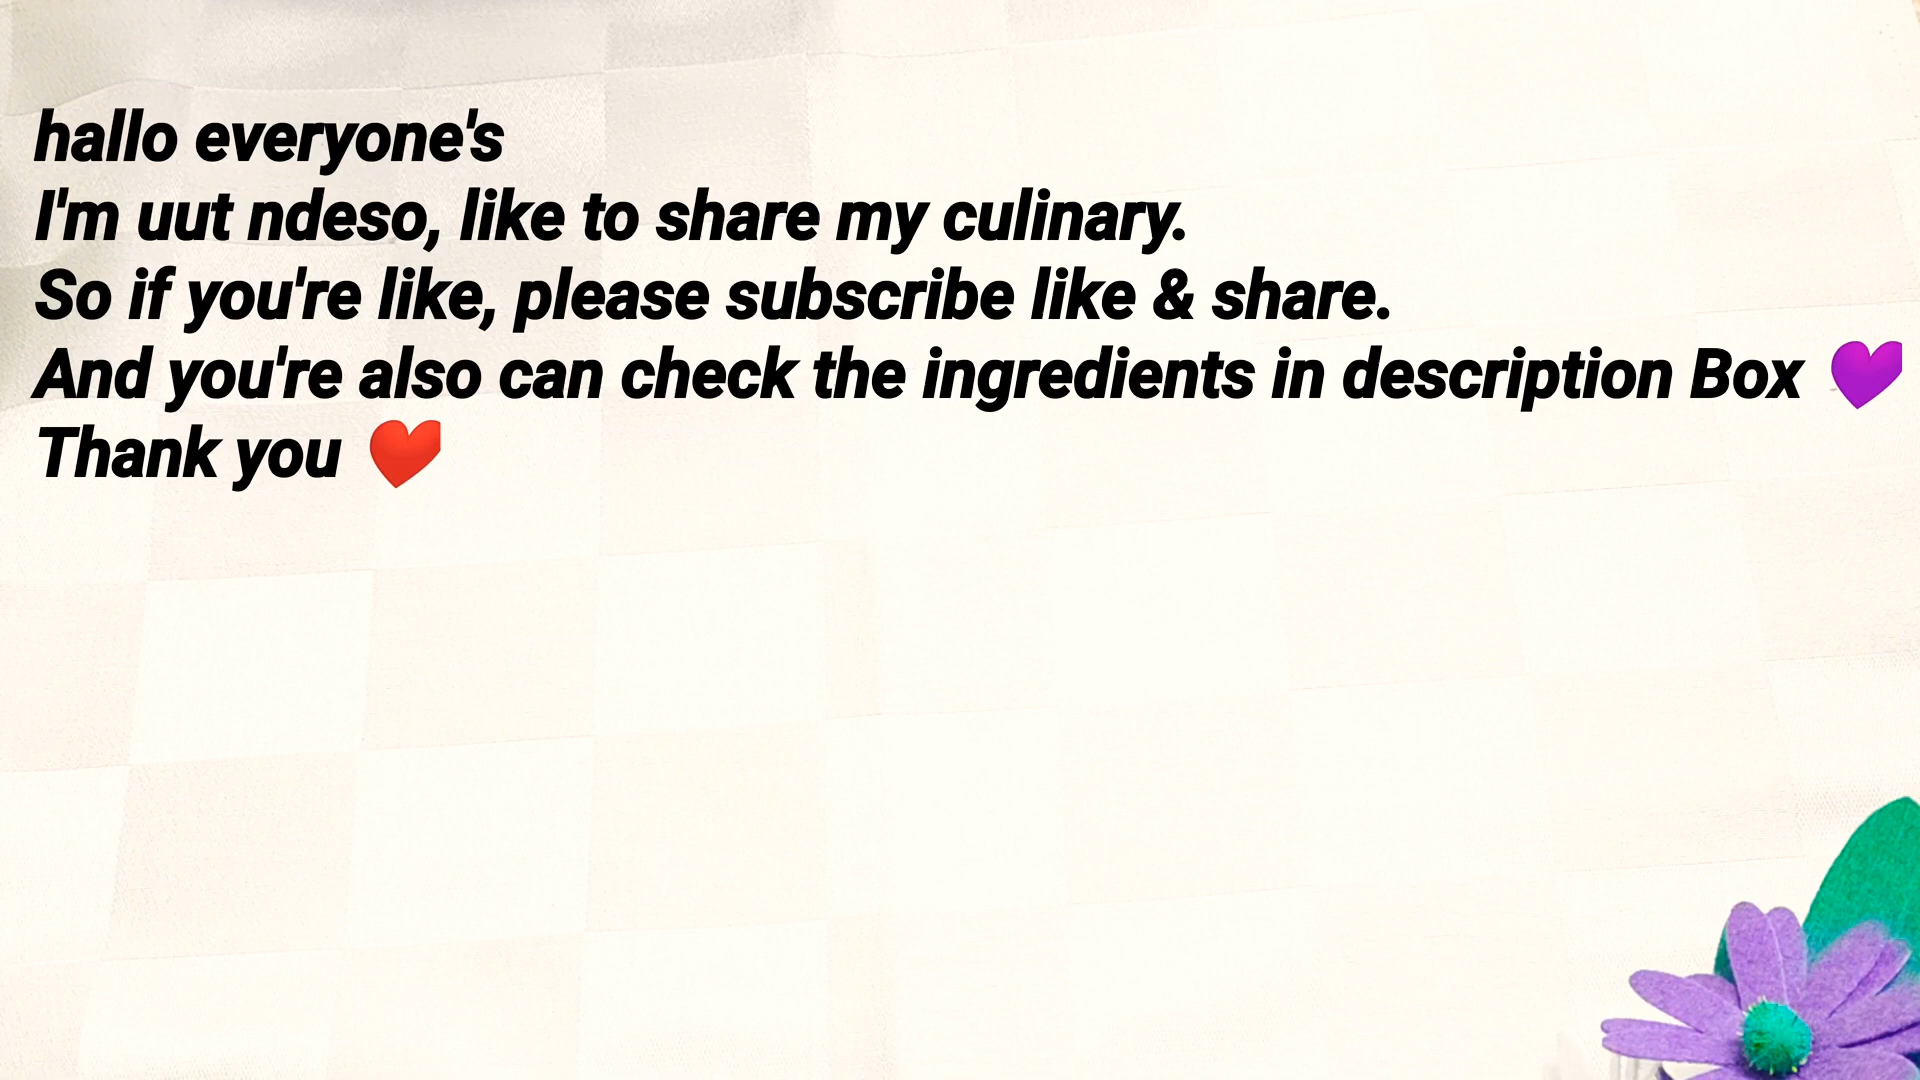 hallo everyone's
I'm uut ndeso, like to share my culinary.
So if you're like, please subscribe like & share.
And you're also can check the ingredients in description Box 💜
Thank you ❤️